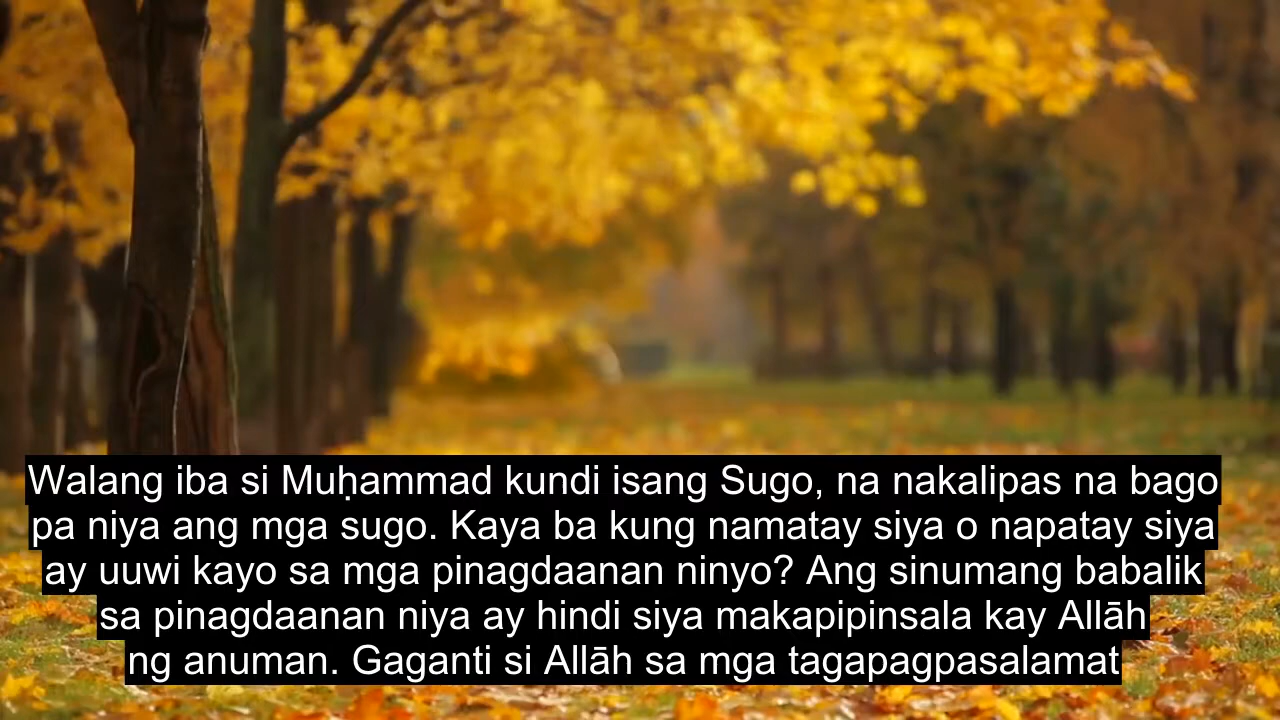 Walang iba si Muḥammad kundi isang Sugo, na nakalipas na bago
pa niya ang mga sugo. Kaya ba kung namatay siya o napatay siya
ay uuwi kayo sa mga pinagdaanan ninyo? Ang sinumang babalik
sa pinagdaanan niya ay hindi siya makapipinsala kay Allāh
ng anuman. Gaganti si Allāh sa mga tagapagpasalamat